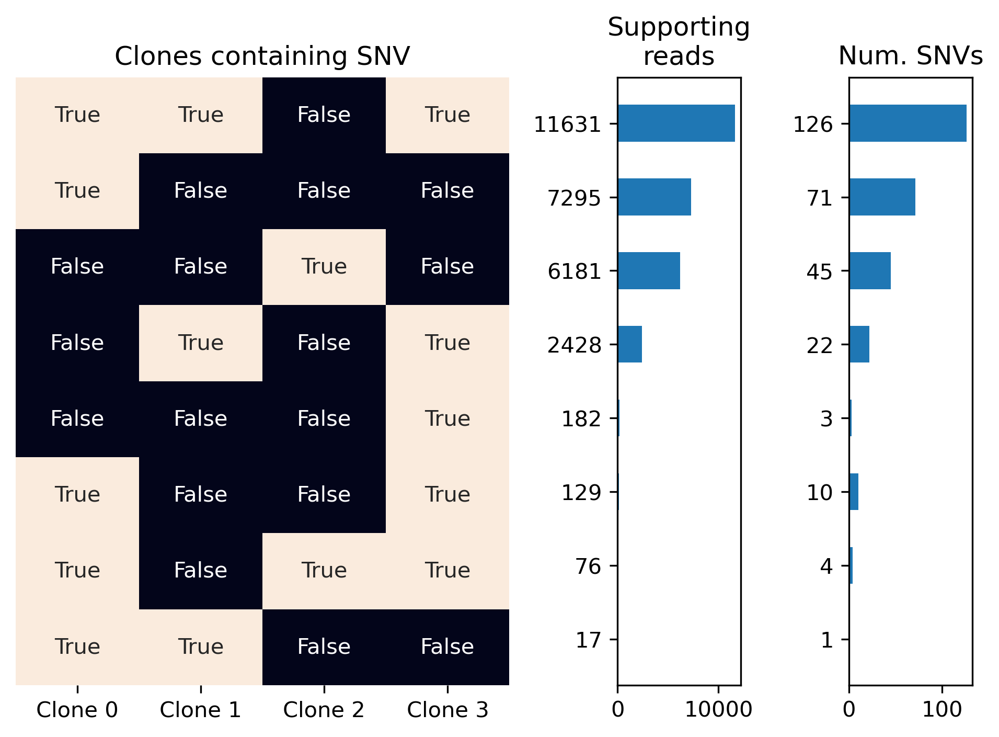 Clones containing SNV
Supporting
reads
Num. SNVs
True True False True
11631
126
True False False False
7295
71
False False True False
6181
45
False True False True
2428
22
False False False True
182
3
True False False True
129
10
True False True True
76
4
True True False False
17
1
Clone 0 Clone 1 Clone 2 Clone 3
0 10000
0 100